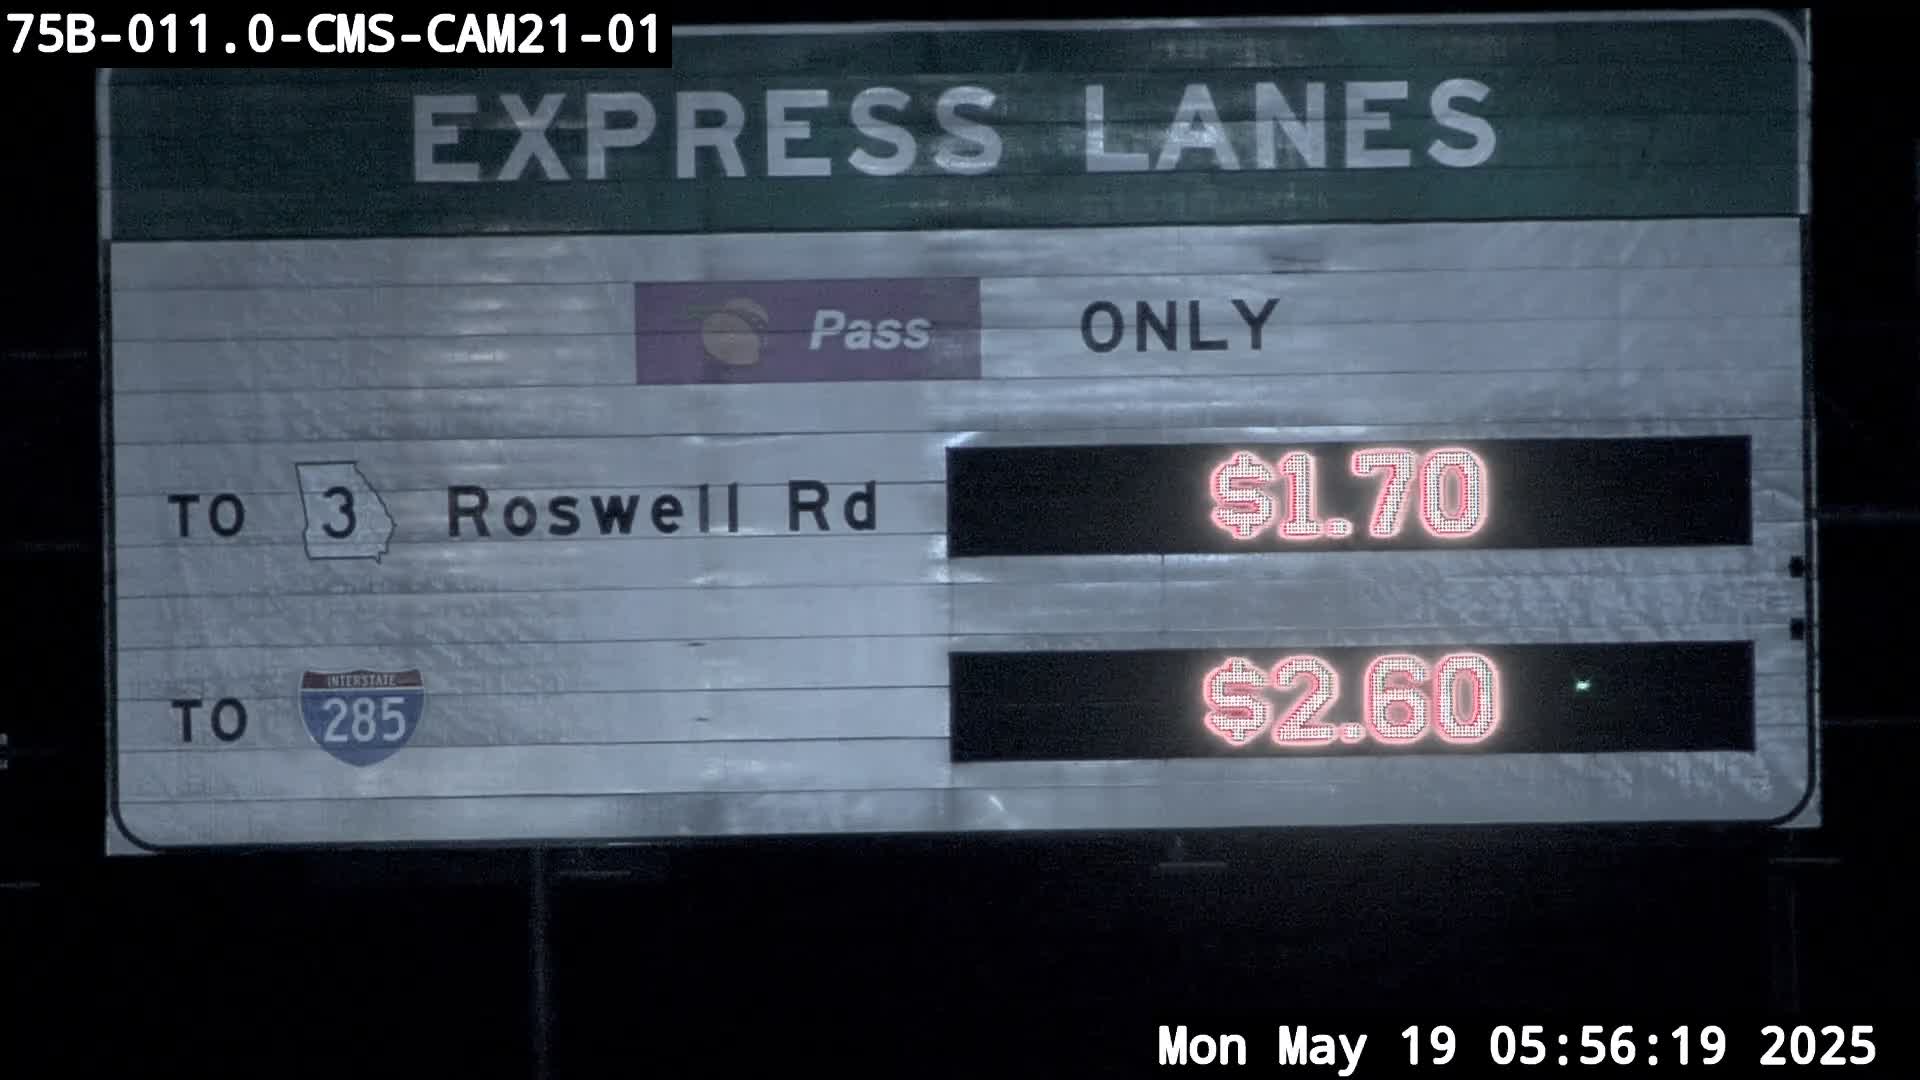 75B-011.0-CMS-CAM21-01
EXPRESS LANES
Pass ONLY
TO 3 Roswell Rd $1.70
INTERSTATE
TO 285 $2.60
Mon May 19 05:56:19 2025